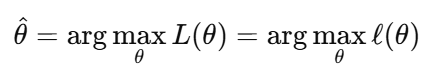 θ̂ = arg max_θ L(θ) = arg max_θ ℓ(θ)